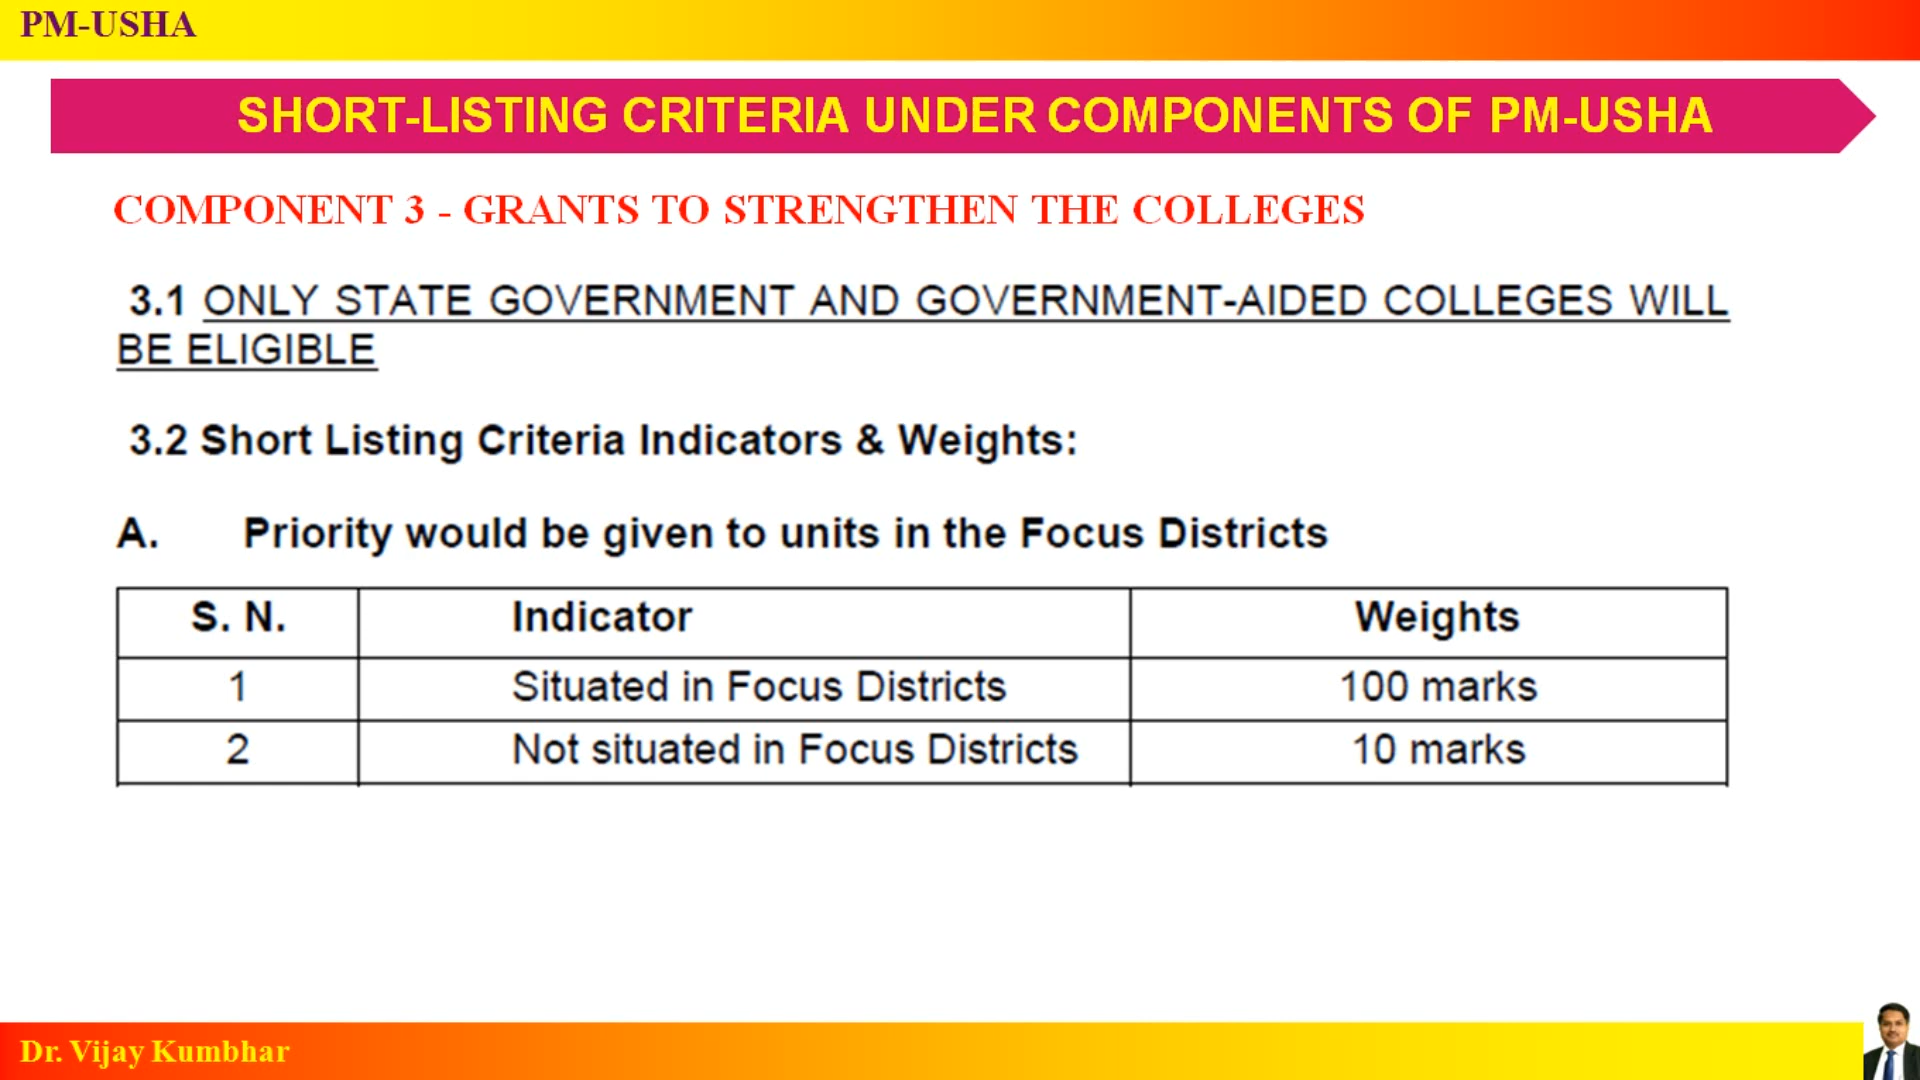 PM-USHA
SHORT-LISTING CRITERIA UNDER COMPONENTS OF PM-USHA
COMPONENT 3 - GRANTS TO STRENGTHEN THE COLLEGES
3.1 ONLY STATE GOVERNMENT AND GOVERNMENT-AIDED COLLEGES WILL
BE ELIGIBLE
3.2 Short Listing Criteria Indicators & Weights:
A. Priority would be given to units in the Focus Districts
S. N. Indicator Weights
1 Situated in Focus Districts 100 marks
2 Not situated in Focus Districts 10 marks
Dr. Vijay Kumbhar